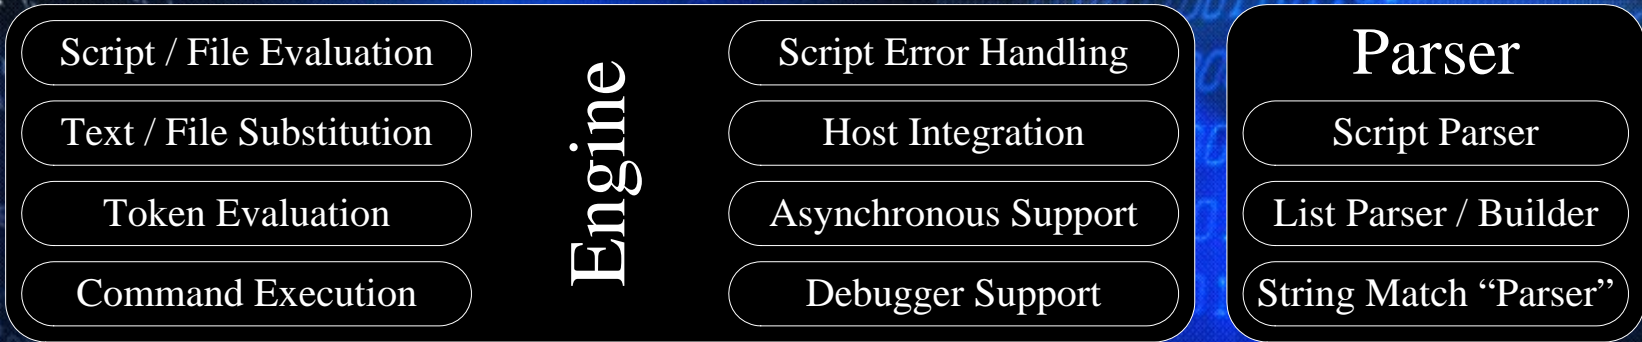 Script / File Evaluation
Text / File Substitution
Token Evaluation
Command Execution
Engine
Script Error Handling
Host Integration
Asynchronous Support
Debugger Support
Parser
Script Parser
List Parser / Builder
String Match “Parser”